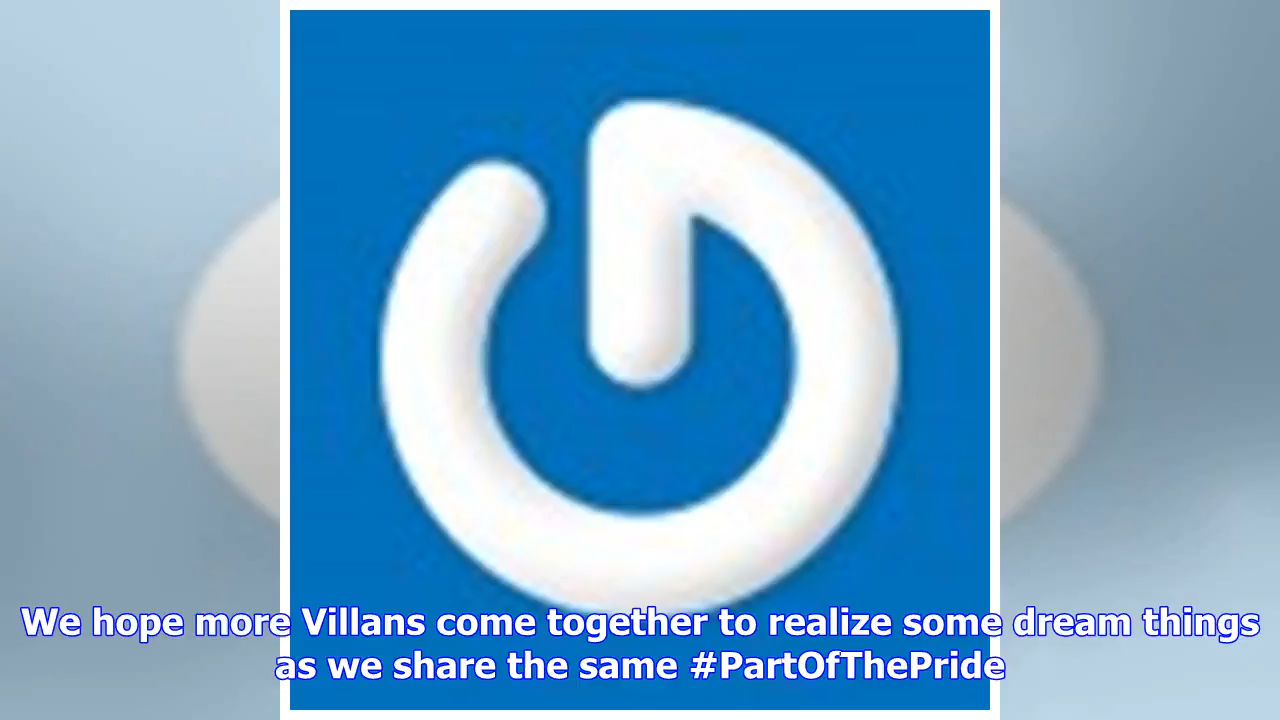 We hope more Villans come together to realize some dream things
as we share the same #PartOfThePride